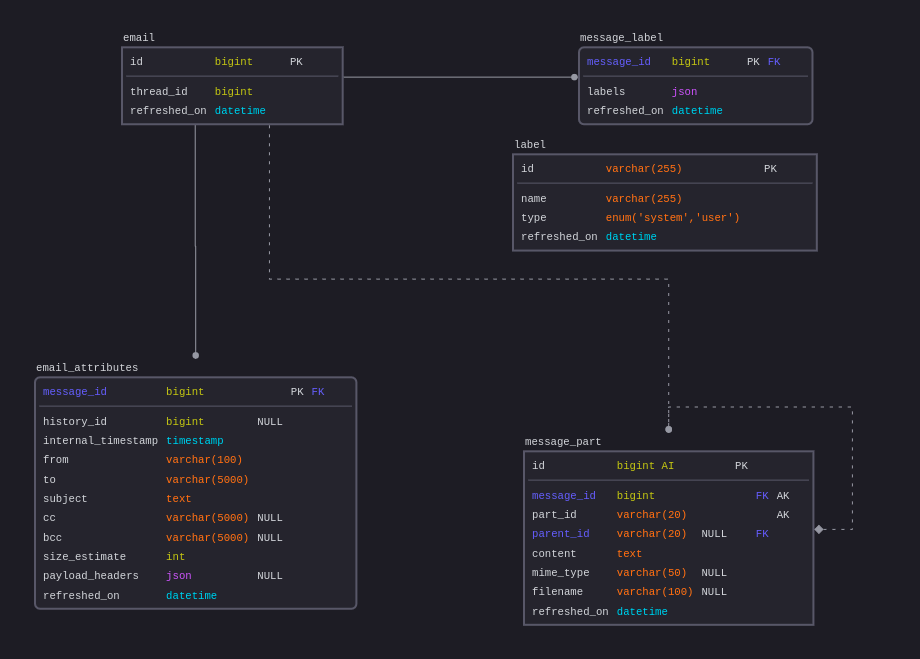 email
id bigint PK
thread_id bigint
refreshed_on datetime
message_label
message_id bigint PK FK
labels json
refreshed_on datetime
label
id varchar(255) PK
name varchar(255)
type enum('system','user')
refreshed_on datetime
email_attributes
message_id bigint PK FK
history_id bigint NULL
internal_timestamp timestamp
from varchar(100)
to varchar(5000)
subject text
cc varchar(5000) NULL
bcc varchar(5000) NULL
size_estimate int
payload_headers json NULL
refreshed_on datetime
message_part
id bigint AI PK
message_id bigint FK AK
part_id varchar(20) AK
parent_id varchar(20) NULL FK
content text
mime_type varchar(50) NULL
filename varchar(100) NULL
refreshed_on datetime